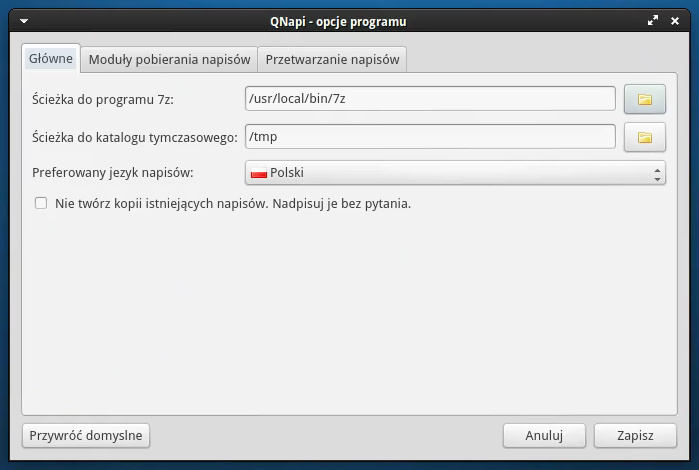 QNapi - opcje programu
Główne Moduły pobierania napisów Przetwarzanie napisów
Ścieżka do programu 7z: /usr/local/bin/7z
Ścieżka do katalogu tymczasowego: /tmp
Preferowany jezyk napisów: Polski
Nie twórz kopii istniejących napisów. Nadpisuj je bez pytania.
Przywróć domyslne Anuluj Zapisz